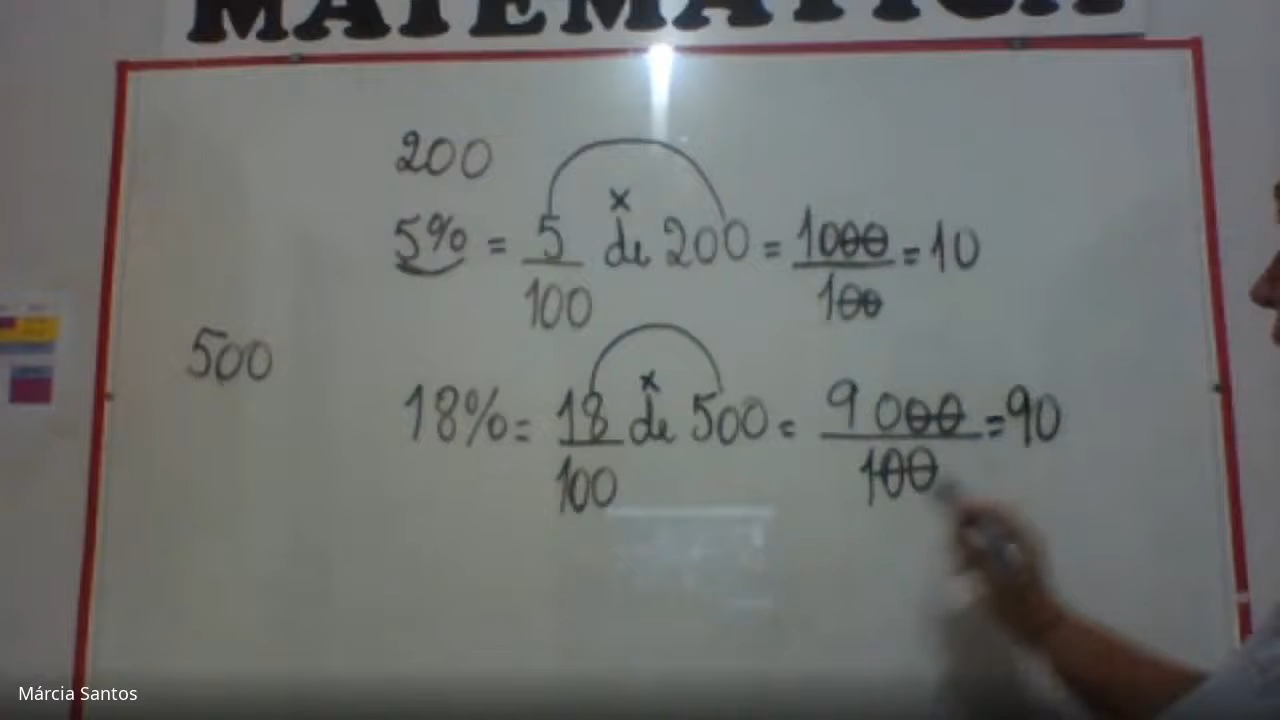 MATEMÁTICA
200
x
5% = 5/100 de 200 = 1000/100 = 10
500
x
18% = 18/100 de 500 = 9000/100 = 90
Márcia Santos